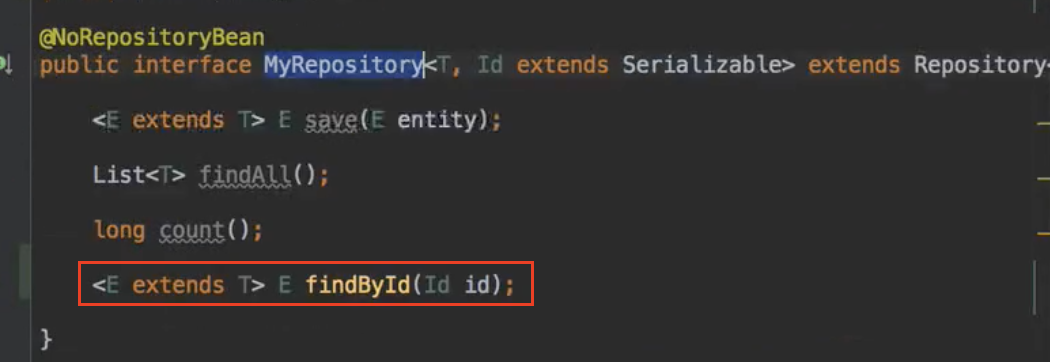 @NoRepositoryBean
public interface MyRepository<T, Id extends Serializable> extends Repository<
<E extends T> E save(E entity);
List<T> findAll();
long count();
<E extends T> E findById(Id id);
}